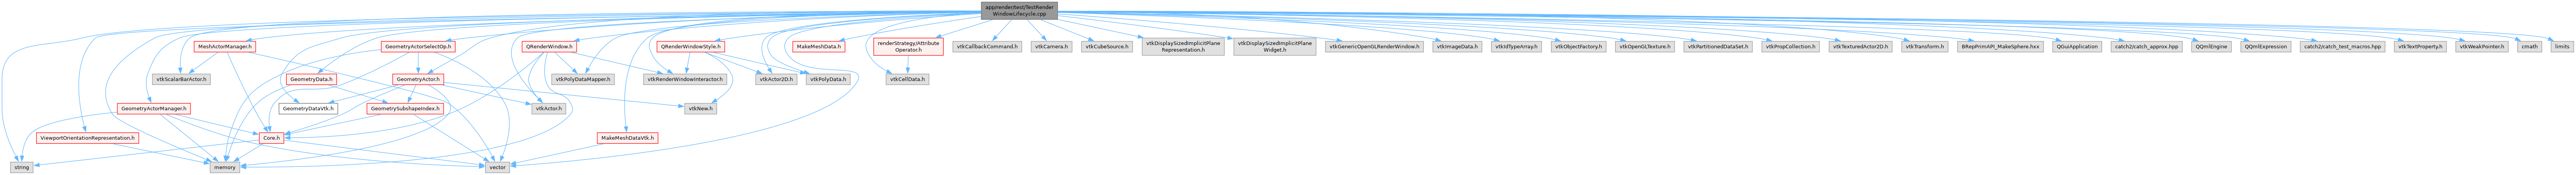 app/render/test/TestRender
WindowLifecycle.cpp
MeshActorManager.h
GeometryActorSelectOp.h
QRenderWindow.h
QRenderWindowStyle.h
MakeMeshData.h
renderStrategy/Attribute
Operator.h
vtkCallbackCommand.h
vtkCamera.h
vtkCubeSource.h
vtkDisplaySizedImplicitPlane
Representation.h
vtkDisplaySizedImplicitPlane
Widget.h
vtkGenericOpenGLRenderWindow.h
vtkImageData.h
vtkIdTypeArray.h
vtkObjectFactory.h
vtkOpenGLTexture.h
vtkPartitionedDataSet.h
vtkPropCollection.h
vtkTexturedActor2D.h
vtkTransform.h
BRepPrimAPI_MakeSphere.hxx
QGuiApplication
catch2/catch_approx.hpp
QQmlEngine
QQmlExpression
catch2/catch_test_macros.hpp
vtkTextProperty.h
vtkWeakPointer.h
cmath
limits
vtkScalarBarActor.h
GeometryData.h
GeometryActor.h
vtkPolyDataMapper.h
vtkRenderWindowInteractor.h
vtkActor2D.h
vtkPolyData.h
vtkCellData.h
GeometryActorManager.h
GeometryDataVtk.h
GeometrySubshapeIndex.h
vtkActor.h
vtkNew.h
ViewportOrientationRepresentation.h
Core.h
MakeMeshDataVtk.h
string
memory
vector